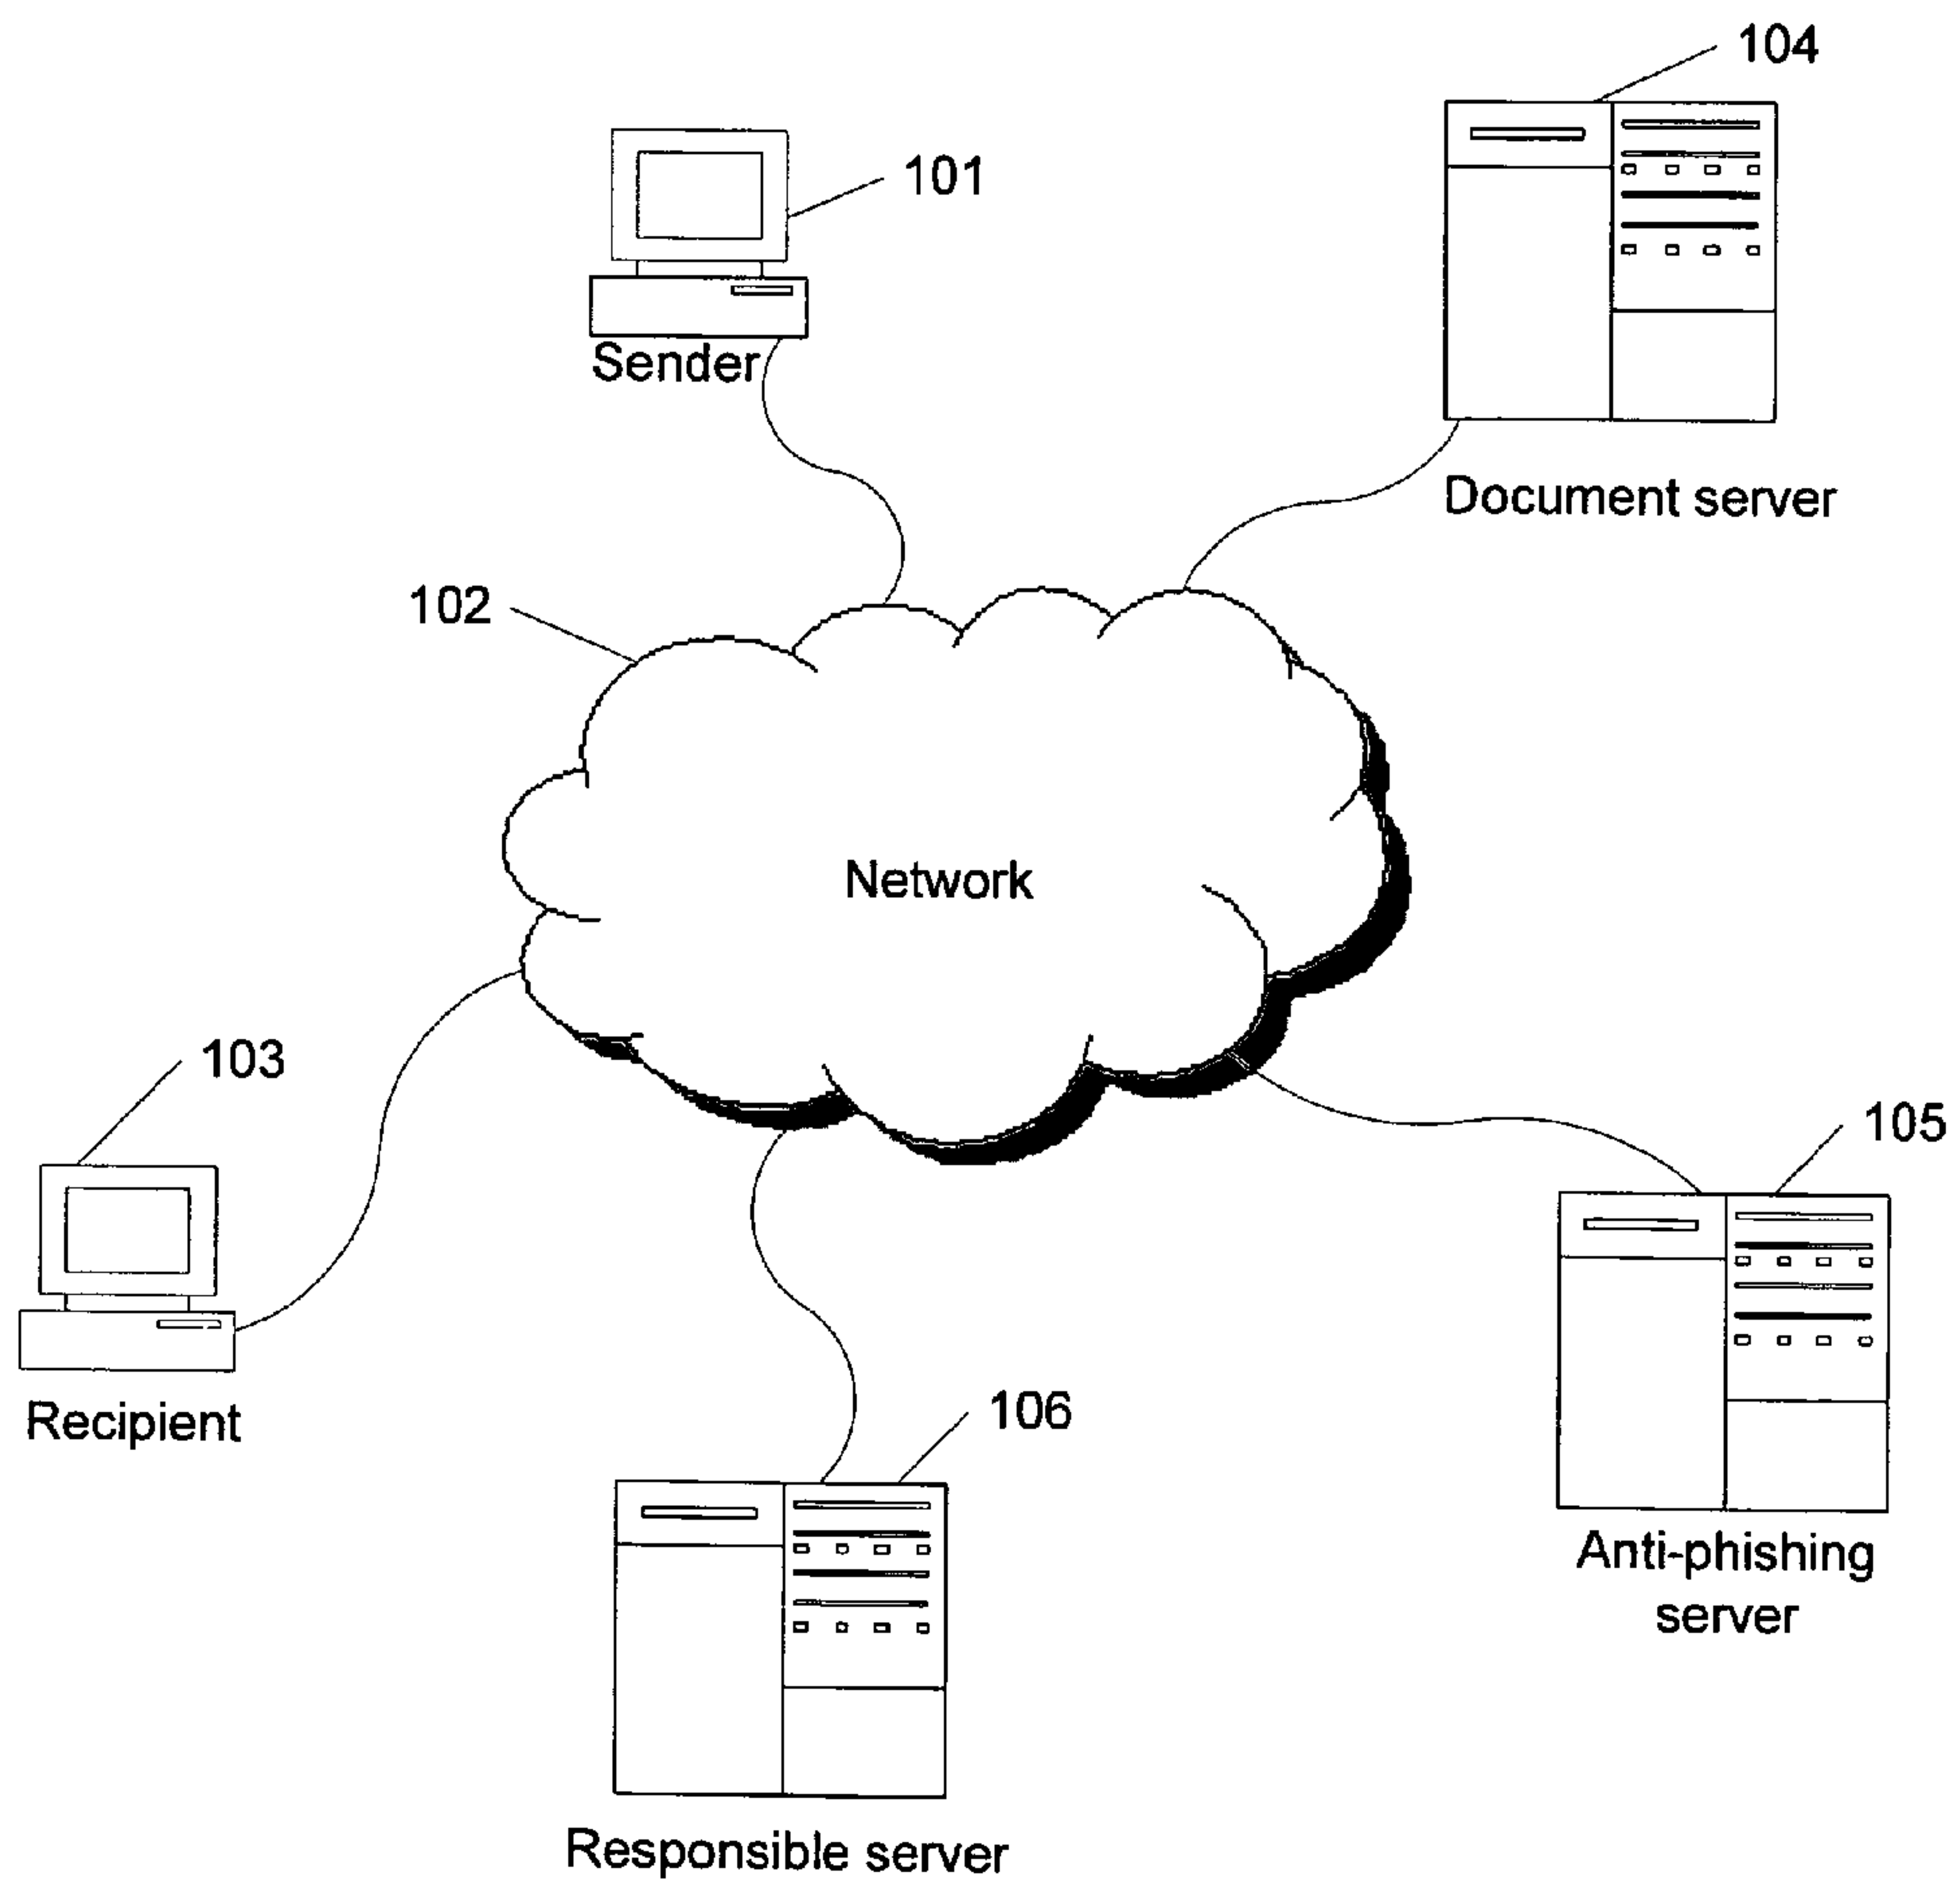 104
101
Sender
Document server
102
Network
103
105
Recipient
106
Anti-phishing
server
Responsible server